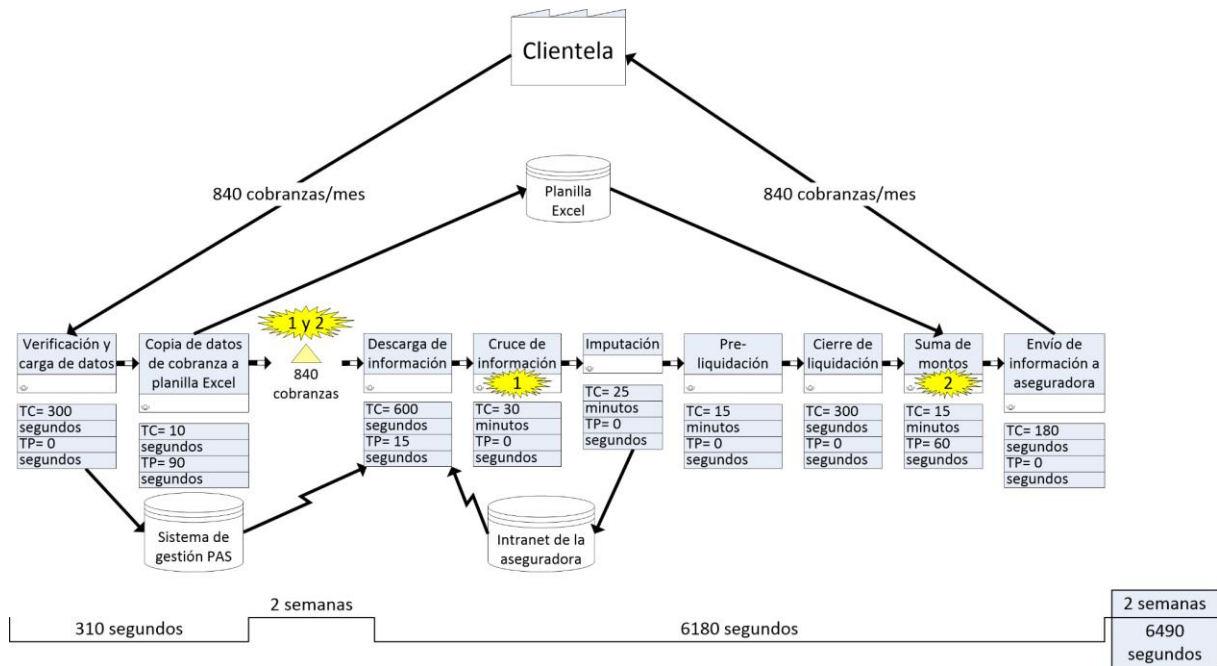 Clientela
840 cobranzas/mes
Planilla
Excel
840 cobranzas/mes
Verificación y
carga de datos
TC= 300
segundos
TP= 0
segundos
Copia de datos
de cobranza a
planilla Excel
TC= 10
segundos
TP= 90
segundos
1 y 2
840
cobranzas
Descarga de
información
TC= 600
segundos
TP= 15
segundos
Cruce de
información
1
TC= 30
minutos
TP= 0
segundos
Imputación
TC= 25
minutos
TP= 0
segundos
Pre-
liquidación
TC= 15
minutos
TP= 0
segundos
Cierre de
liquidación
TC= 300
segundos
TP= 0
segundos
Suma de
montos
2
TC= 15
minutos
TP= 60
segundos
Envío de
información a
aseguradora
TC= 180
segundos
TP= 0
segundos
Sistema de
gestión PAS
Intranet de la
aseguradora
310 segundos
2 semanas
6180 segundos
2 semanas
6490
segundos